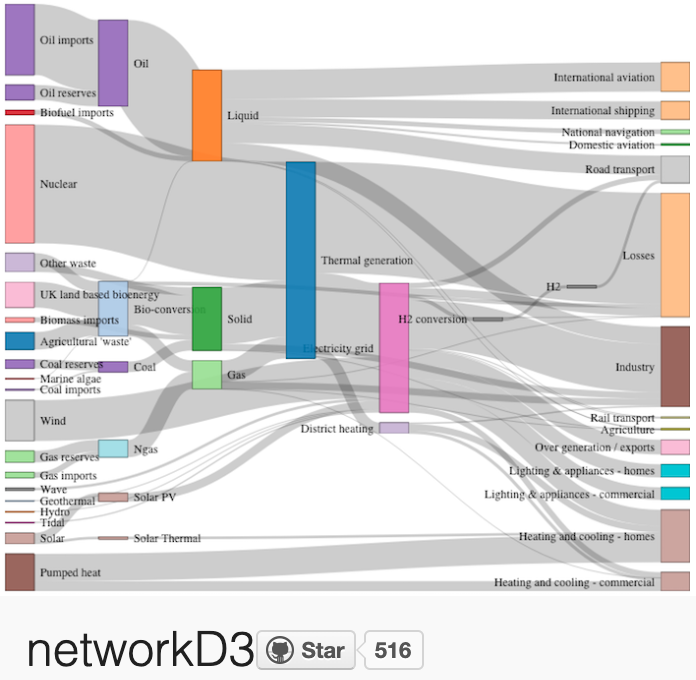 Oil imports
Oil
Oil reserves
Biofuel imports
Liquid
International aviation
International shipping
National navigation
Domestic aviation
Road transport
Nuclear
Losses
Other waste
Thermal generation
UK land based bioenergy
Bio-conversion
H2
Biomass imports
Solid
H2 conversion
Agricultural 'waste'
Electricity grid
Coal reserves
Coal
Gas
Industry
Marine algae
Coal imports
Wind
Rail transport
District heating
Agriculture
Ngas
Over generation / exports
Gas reserves
Gas imports
Lighting & appliances - homes
Wave
Solar PV
Lighting & appliances - commercial
Geothermal
Hydro
Tidal
Solar
Solar Thermal
Heating and cooling - homes
Pumped heat
Heating and cooling - commercial
networkD3 Star 516